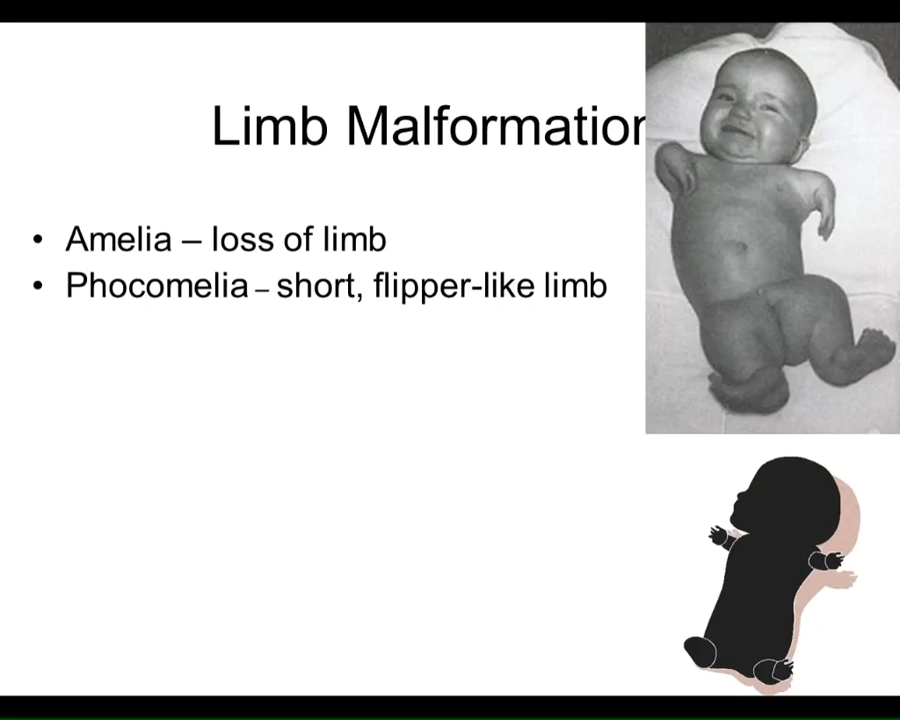 Limb Malformation
• Amelia – loss of limb
• Phocomelia – short, flipper-like limb